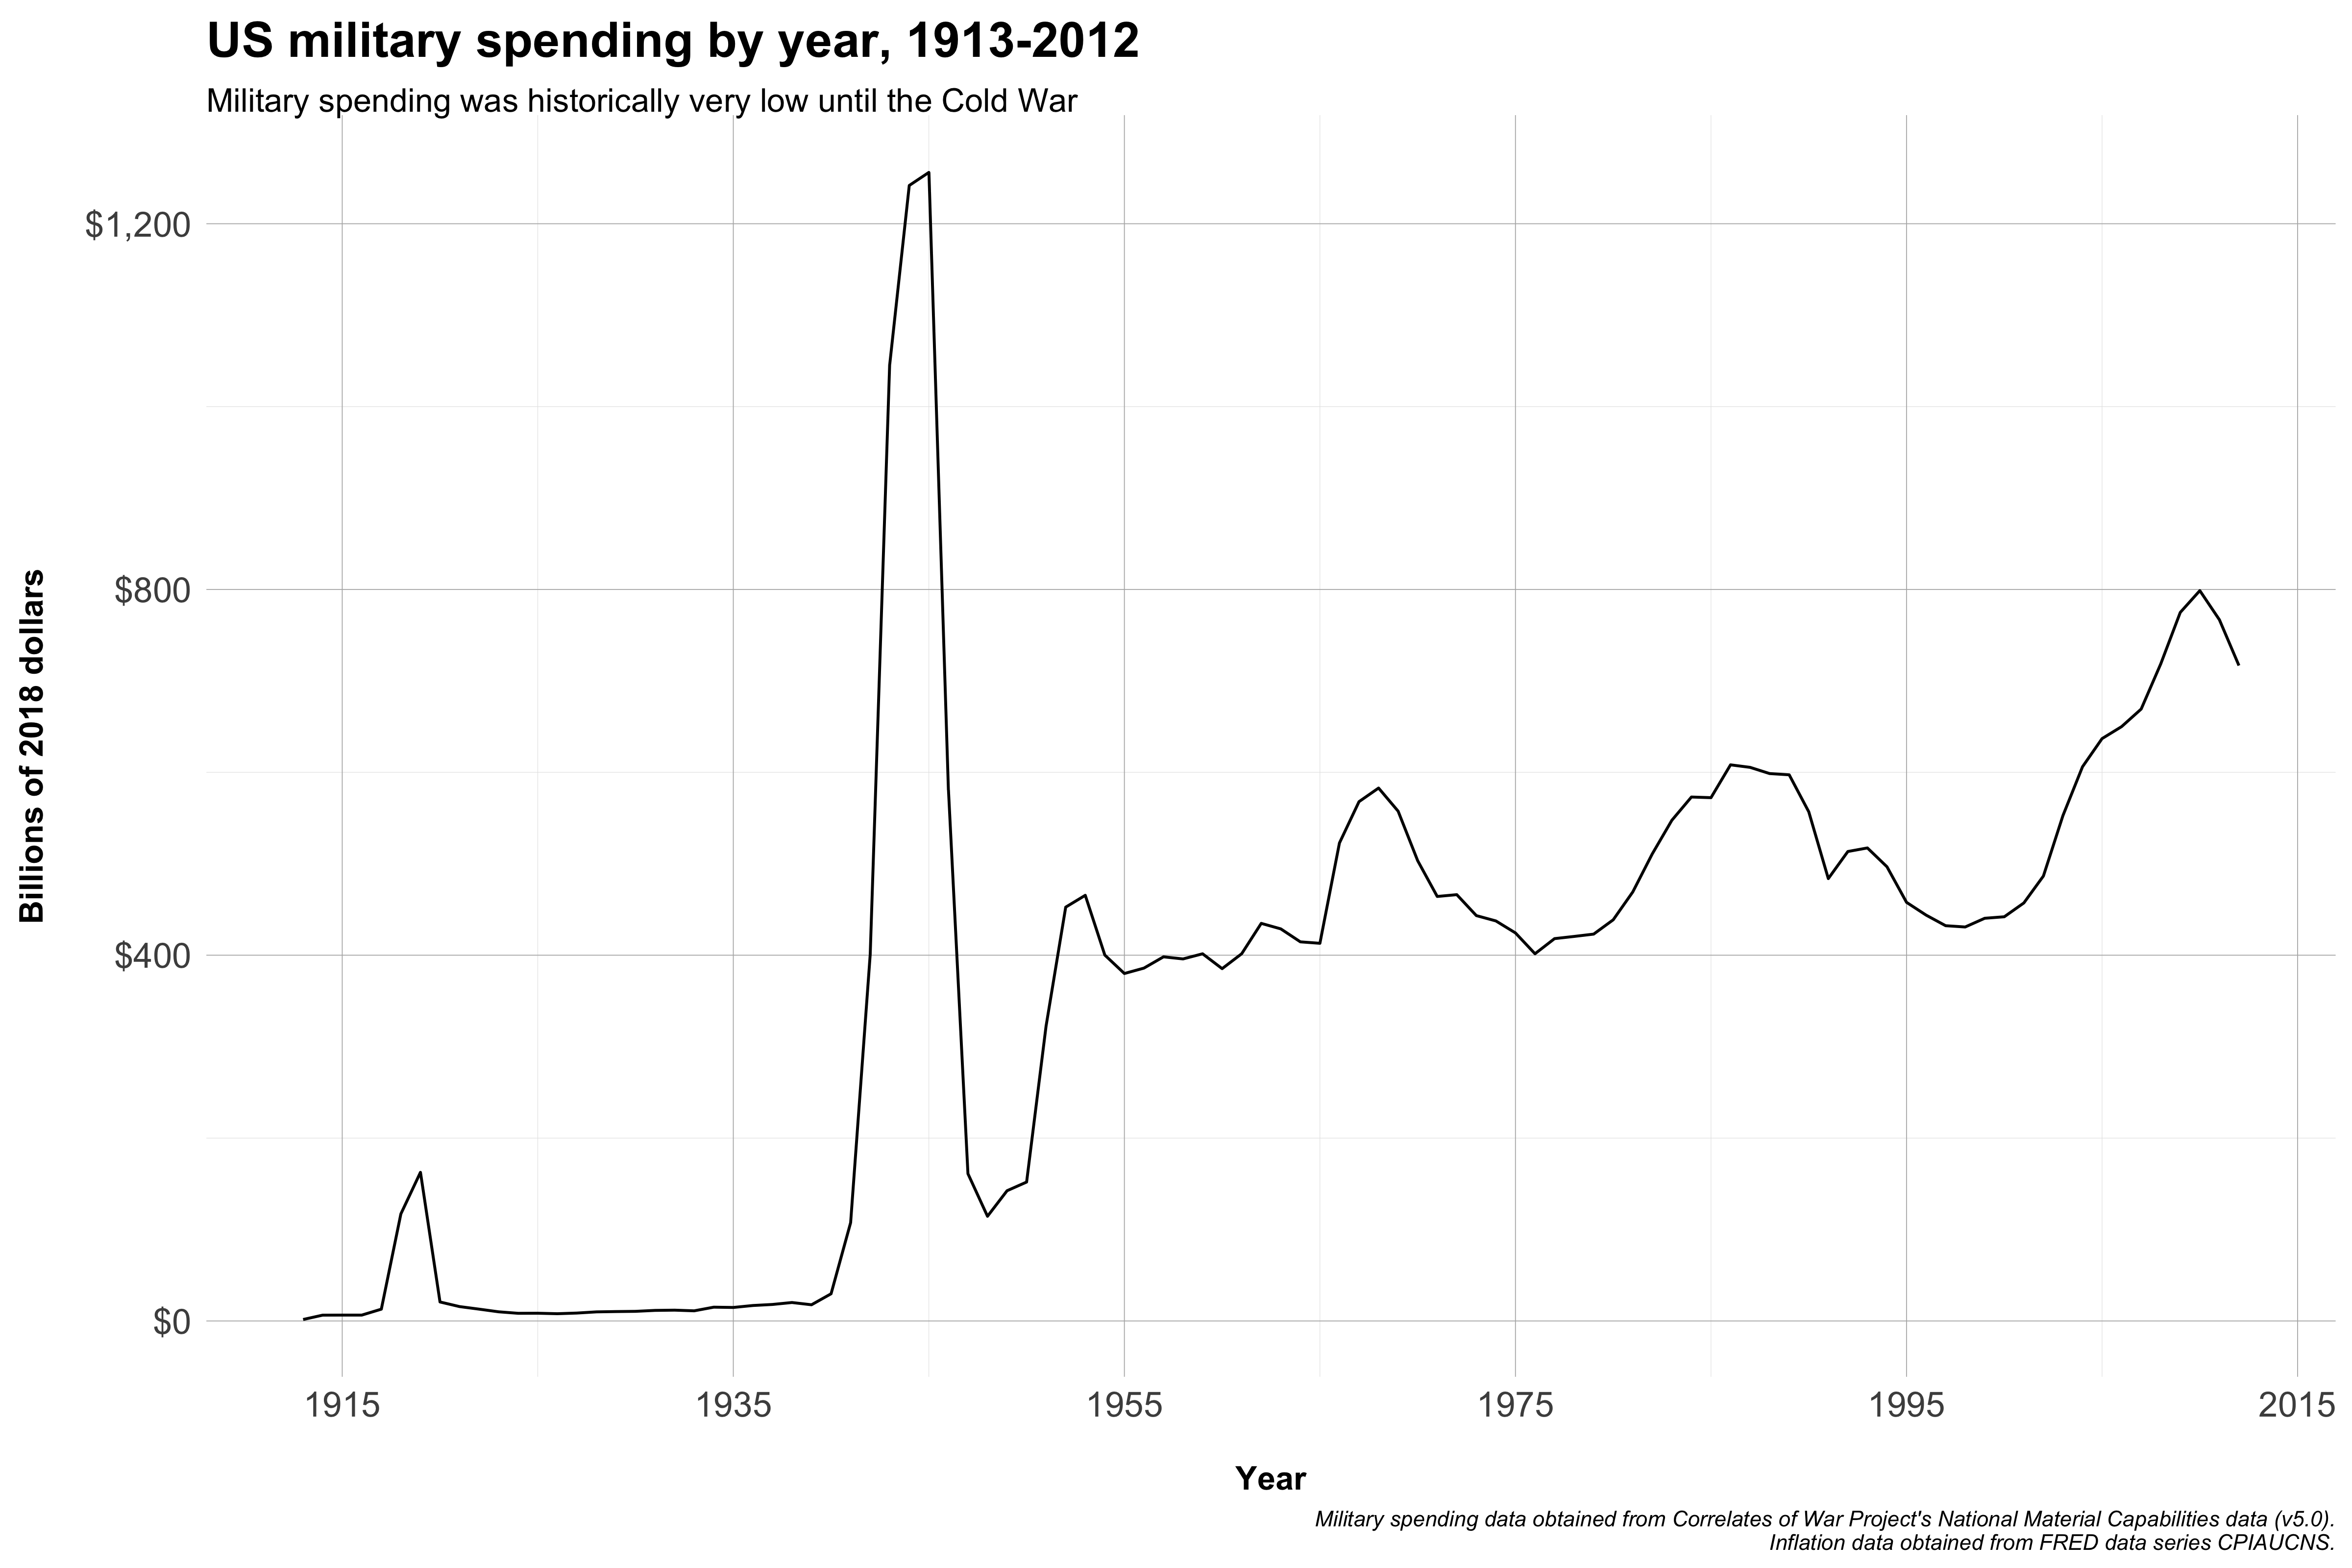 US military spending by year, 1913-2012
Military spending was historically very low until the Cold War
$1,200
$800
$400
$0
Billions of 2018 dollars
1915 1935 1955 1975 1995 2015
Year
Military spending data obtained from Correlates of War Project's National Material Capabilities data (v5.0).
Inflation data obtained from FRED data series CPIAUCNS.